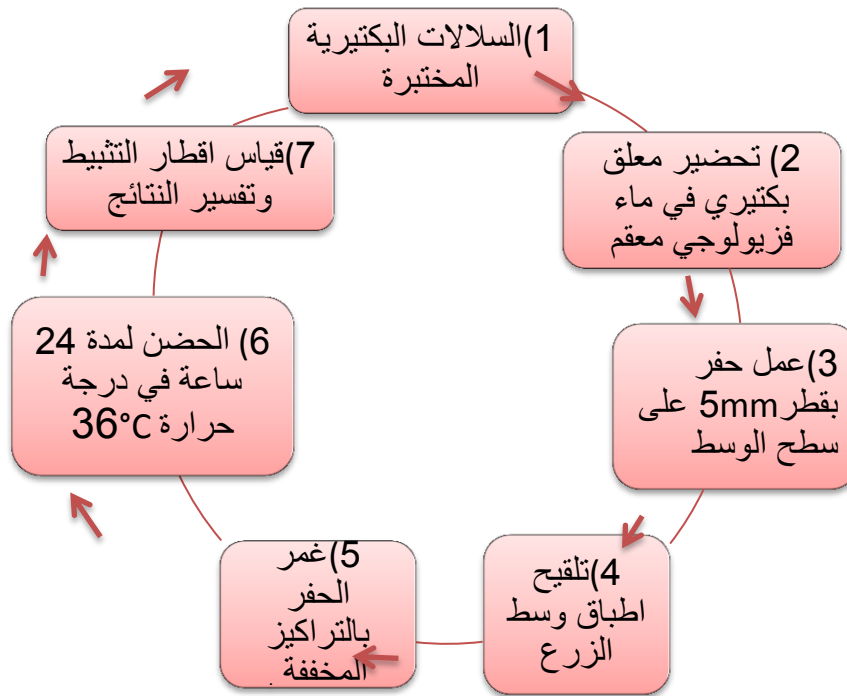 1)السلالات البكتيرية
المختبرة
2) تحضير معلق
بكتيري في ماء
فزيولوجي معقم
3)عمل حفر
بقطر5mm على
سطح الوسط
4)تلقيح
اطباق وسط
الزرع
5)غمر
الحفر
بالتراكيز
المخففة
6) الحضن لمدة 24
ساعة في درجة
حرارة 36°C
7)قياس اقطار التثبيط
وتفسير النتائج